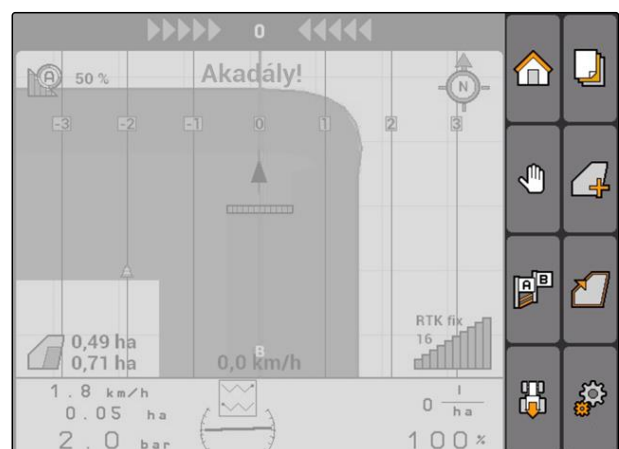 0
A 50 %
Akadály!
N
-3 -2 -1 0 1 2 3
A
A B
0,49 ha
0,71 ha
B
0,0 km/h
RTK fix
16
1.8 km/h
0.05 ha
2.0 bar
0 l
ha
100%